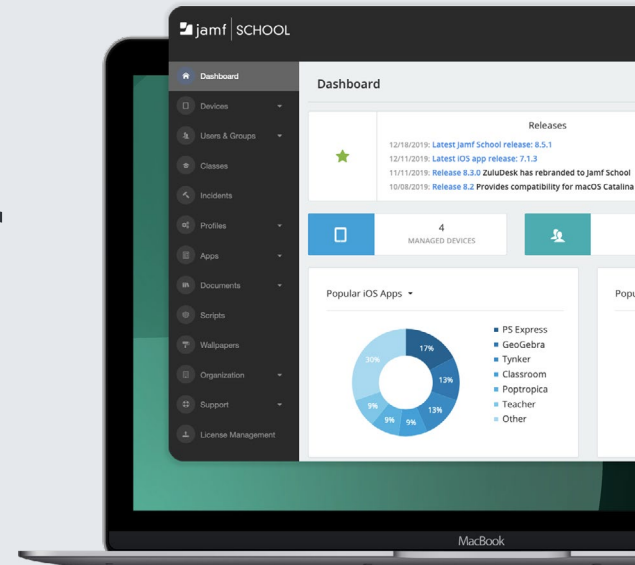 jamf SCHOOL
Dashboard
Devices
Users & Groups
Classes
Incidents
Profiles
Apps
Documents
Scripts
Wallpapers
Organization
Support
License Management
Dashboard
Releases
12/18/2019: Latest Jamf School release: 8.5.1
12/11/2019: Latest iOS app release: 7.1.3
11/11/2019: Release 8.3.0 ZuluDesk has rebranded to Jamf School
10/08/2019: Release 8.2 Provides compatibility for macOS Catalina
4
MANAGED DEVICES
Popular iOS Apps
Popu
17%
13%
13%
9%
9%
9%
30%
PS Express
GeoGebra
Tynker
Classroom
Poptropica
Teacher
Other
MacBook